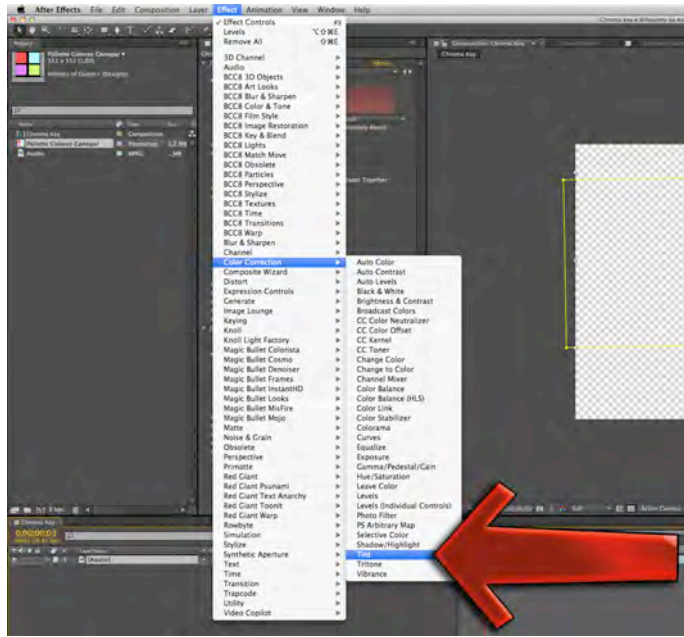 After Effects File Edit Composition Layer Effect Animation View Window Help
Effect Controls F3
Levels ⌥⇧⌘E
Remove All ⇧⌘E
3D Channel
Audio
BCC8 3D Objects
BCC8 Art Looks
BCC8 Blur & Sharpen
BCC8 Color & Tone
BCC8 Film Style
BCC8 Image Restoration
BCC8 Key & Blend
BCC8 Lights
BCC8 Match Move
BCC8 Obsolete
BCC8 Particles
BCC8 Perspective
BCC8 Stylize
BCC8 Textures
BCC8 Time
BCC8 Transitions
BCC8 Warp
Blur & Sharpen
Channel
Color Correction
Composite Wizard
Distort
Expression Controls
Generate
Image Lounge
Keying
Knoll
Knoll Light Factory
Magic Bullet Colorista
Magic Bullet Cosmo
Magic Bullet Denoiser
Magic Bullet Frames
Magic Bullet InstantHD
Magic Bullet Looks
Magic Bullet MisFire
Magic Bullet Mojo
Matte
Noise & Grain
Obsolete
Perspective
Primatte
Red Giant
Red Giant Psunami
Red Giant Text Anarchy
Red Giant ToonIt
Red Giant Warp
Rowbyte
Simulation
Stylize
Synthetic Aperture
Text
Time
Transition
Trapcode
Utility
Video Copilot
Auto Color
Auto Contrast
Auto Levels
Black & White
Brightness & Contrast
Broadcast Colors
CC Color Neutralizer
CC Color Offset
CC Kernel
CC Toner
Change Color
Change to Color
Channel Mixer
Color Balance
Color Balance (HLS)
Color Link
Color Stabilizer
Colorama
Curves
Equalize
Exposure
Gamma/Pedestal/Gain
Hue/Saturation
Leave Color
Levels
Levels (Individual Controls)
Photo Filter
PS Arbitrary Map
Selective Color
Shadow/Highlight
Tint
Tritone
Vibrance
Chroma Key
Chroma Key
0:00:00:03